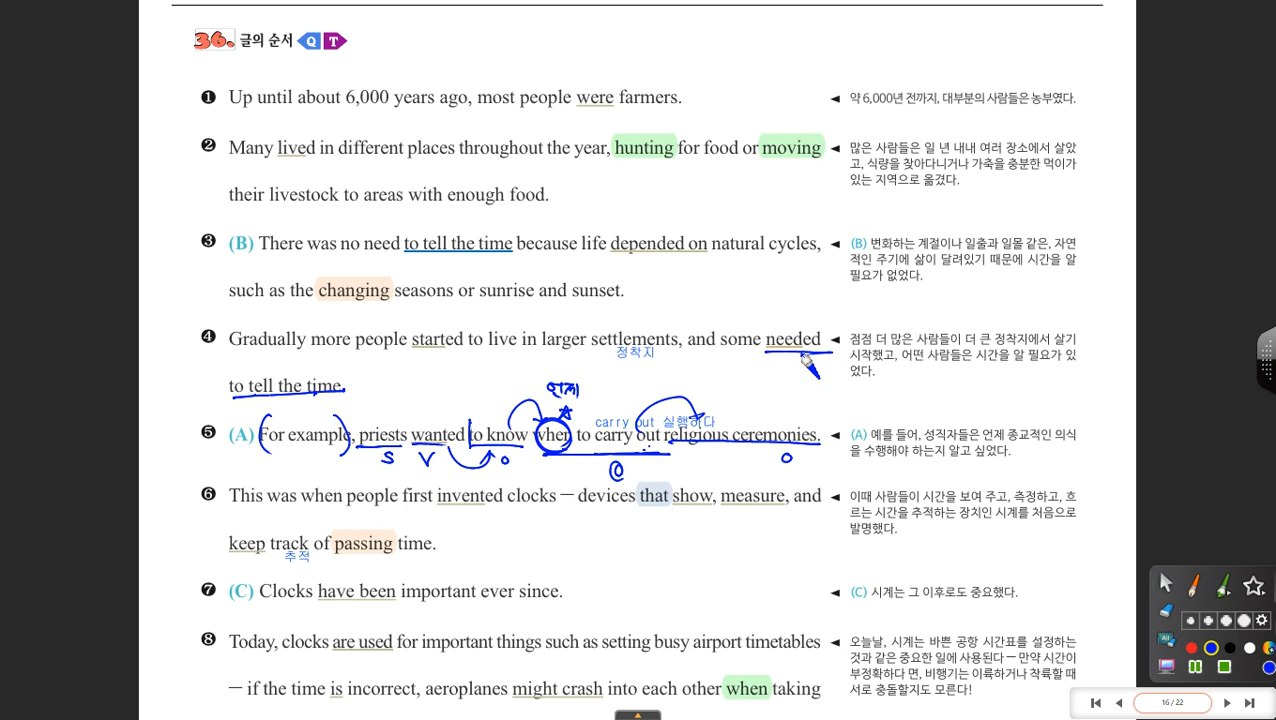 36. 글의 순서 Q T
❶ Up until about 6,000 years ago, most people were farmers. ◄ 약 6,000년 전까지, 대부분의 사람들은 농부였다.
❷ Many lived in different places throughout the year, hunting for food or moving ◄ 많은 사람들은 일 년 내내 여러 장소에서 살았
고, 식량을 찾아다니거나 가축을 충분한 먹이가
있는 지역으로 옮겼다.
their livestock to areas with enough food.
❸ (B) There was no need to tell the time because life depended on natural cycles, ◄ (B) 변화하는 계절이나 일출과 일몰 같은, 자연
적인 주기에 삶이 달려있기 때문에 시간을 알
필요가 없었다.
such as the changing seasons or sunrise and sunset.
❹ Gradually more people started to live in larger settlements, and some needed ◄ 점점 더 많은 사람들이 더 큰 정착지에서 살기
정착지
시작했고, 어떤 사람들은 시간을 알 필요가 있
었다.
to tell the time.
언제
carry out 실행하다
❺ (A) (For example), priests wanted to know when to carry out religious ceremonies. ◄ (A) 예를 들어, 성직자들은 언제 종교적인 의식
을 수행해야 하는지 알고 싶었다.
S V O O
❻ This was when people first invented clocks — devices that show, measure, and ◄ 이때 사람들이 시간을 보여 주고, 측정하고, 흐
르는 시간을 추적하는 장치인 시계를 처음으로
발명했다.
keep track of passing time.
추적
❼ (C) Clocks have been important ever since. ◄ (C) 시계는 그 이후로도 중요했다.
❽ Today, clocks are used for important things such as setting busy airport timetables ◄ 오늘날, 시계는 바쁜 공항 시간표를 설정하는
것과 같은 중요한 일에 사용된다 — 만약 시간이
부정확하다 면, 비행기는 이륙하거나 착륙할 때
서로 충돌할지도 모른다!
— if the time is incorrect, aeroplanes might crash into each other when taking
All
16 / 22